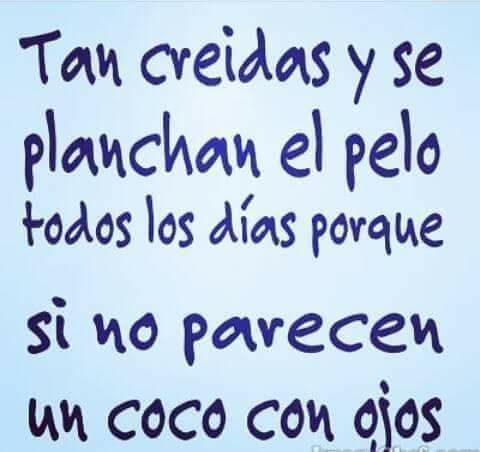 Tan creidas y se
planchan el pelo
todos los días porque
si no parecen
un coco con ojos